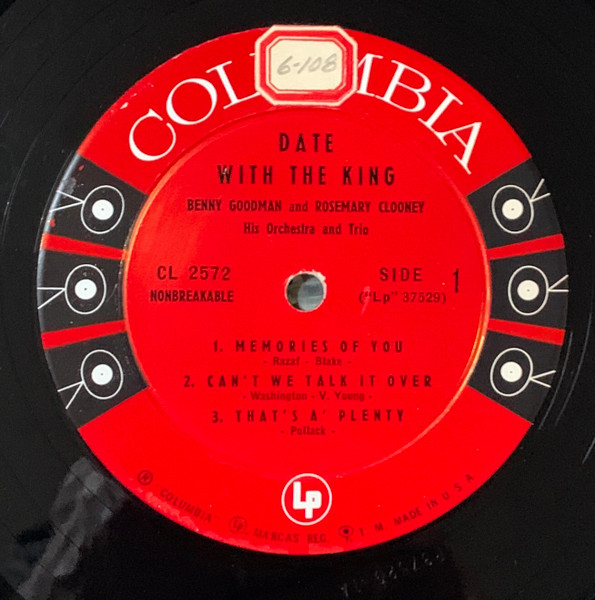 COLUMBIA
6-108
DATE
WITH THE KING
BENNY GOODMAN and ROSEMARY CLOONEY
His Orchestra and Trio
CL 2572
NONBREAKABLE
SIDE 1
("Lp" 37529)
1. MEMORIES OF YOU
- Razaf - Blake -
2. CAN'T WE TALK IT OVER
- Washington - V. Young -
3. THAT'S A' PLENTY
- Pollack -
Lp
® COLUMBIA Lp MARCAS REG. T. M. MADE IN U.S.A.